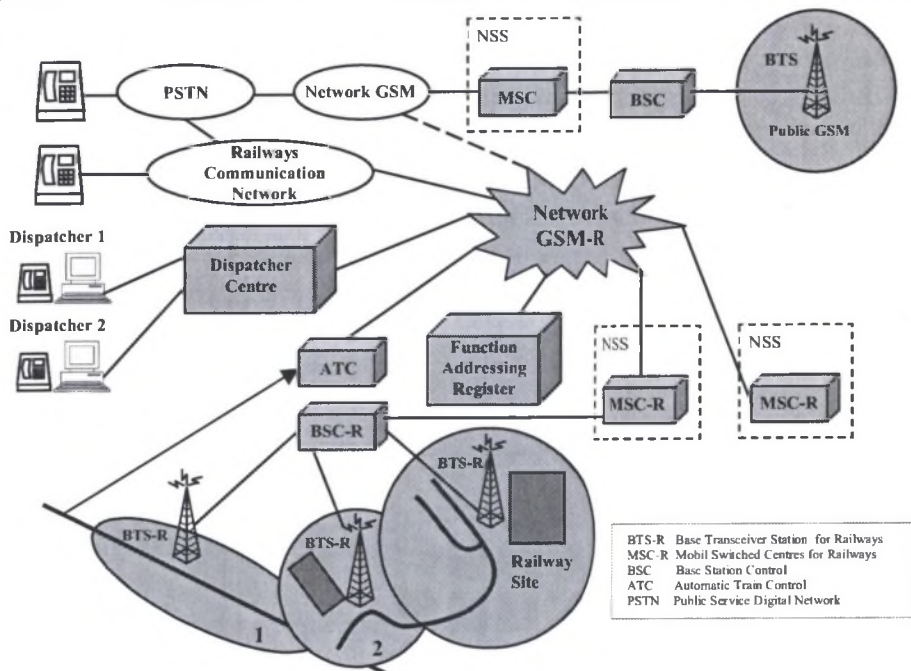 NSS
BTS
PSTN
Network GSM
MSC
BSC
Public GSM
Railways
Communication
Network
Network
GSM-R
Dispatcher 1
Dispatcher
Centre
Dispatcher 2
Function
Addressing
Register
NSS
NSS
ATC
MSC-R
MSC-R
BSC-R
BTS-R
BTS-R
BTS-R
Railway
Site
1
2
BTS-R Base Transceiver Station for Railways
MSC-R Mobil Switched Centres for Railways
BSC Base Station Control
ATC Automatic Train Control
PSTN Public Service Digital Network